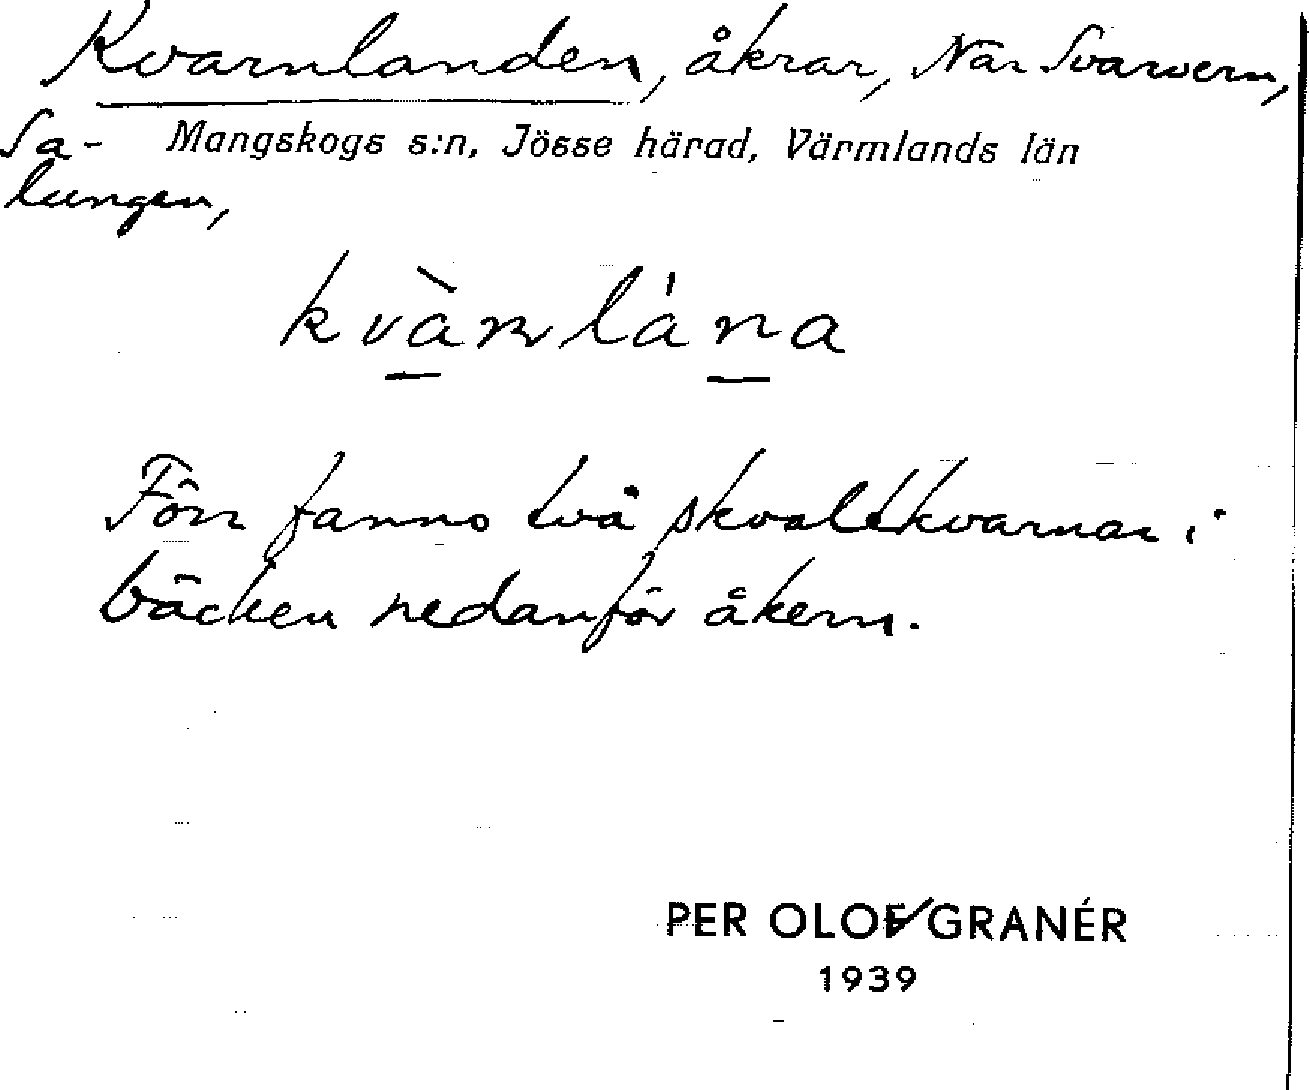 Kvarnlanden, åkrar, När Svarvern,
Sa- Mangskogs s:n, Jösse härad, Värmlands län
lungen,
Förr fanns två skvaltkvarnar i
bäcken nedanför åkern.
PER OLOF GRANÉR
1939